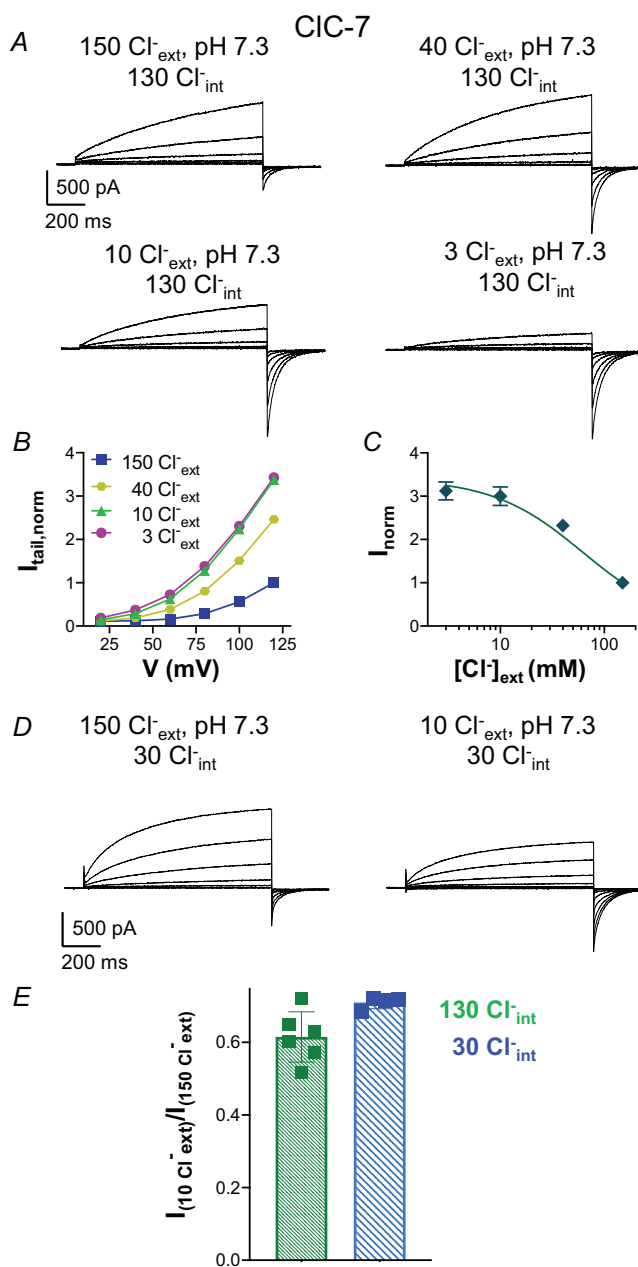 ClC-7
A
150 Cl⁻ext, pH 7.3
130 Cl⁻int
40 Cl⁻ext, pH 7.3
130 Cl⁻int
500 pA
200 ms
10 Cl⁻ext, pH 7.3
130 Cl⁻int
3 Cl⁻ext, pH 7.3
130 Cl⁻int
B
4
3
2
1
0
Itail,norm
150 Cl⁻ext
40 Cl⁻ext
10 Cl⁻ext
3 Cl⁻ext
25 50 75 100 125
V (mV)
C
4
3
2
1
0
Inorm
10 100
[Cl⁻]ext (mM)
D
150 Cl⁻ext, pH 7.3
30 Cl⁻int
10 Cl⁻ext, pH 7.3
30 Cl⁻int
500 pA
200 ms
E
0.6
0.4
0.2
0.0
I(10 Cl⁻ext)/I(150 Cl⁻ext)
130 Cl⁻int
30 Cl⁻int